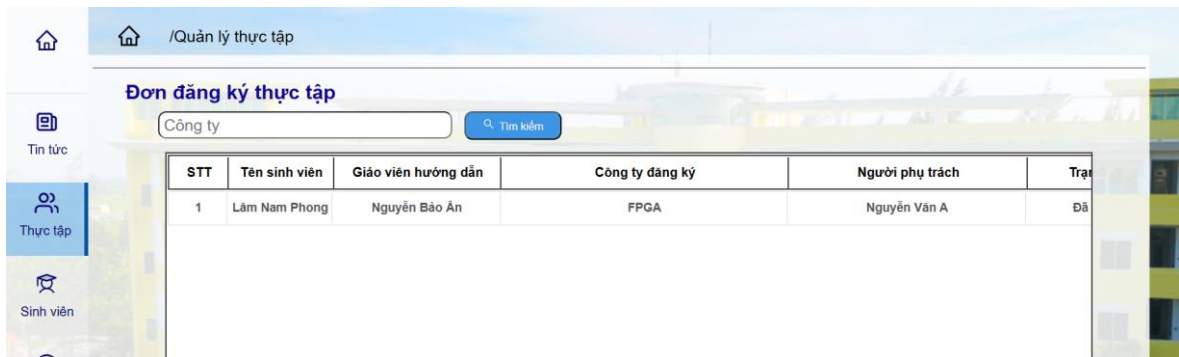 /Quản lý thực tập
Đơn đăng ký thực tập
Công ty
Tìm kiếm
Tin tức
Thực tập
Sinh viên
STT Tên sinh viên Giáo viên hướng dẫn Công ty đăng ký Người phụ trách
1 Lâm Nam Phong Nguyễn Bảo Ân FPGA Nguyễn Văn A Đã